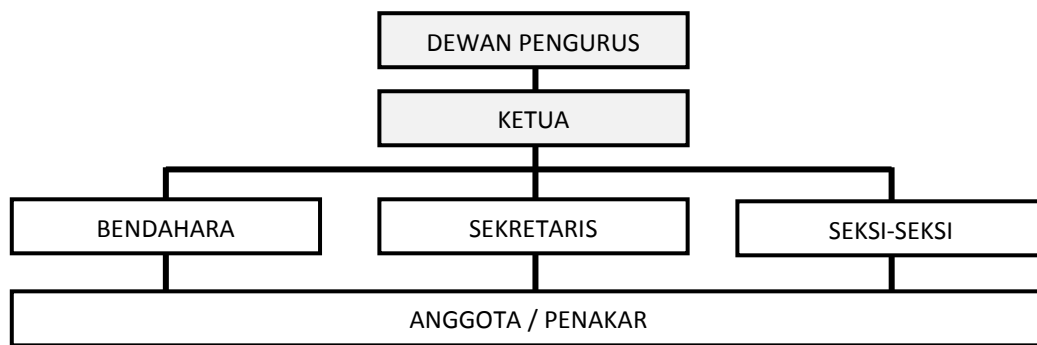 DEWAN PENGURUS
KETUA
BENDAHARA
SEKRETARIS
SEKSI-SEKSI
ANGGOTA / PENAKAR